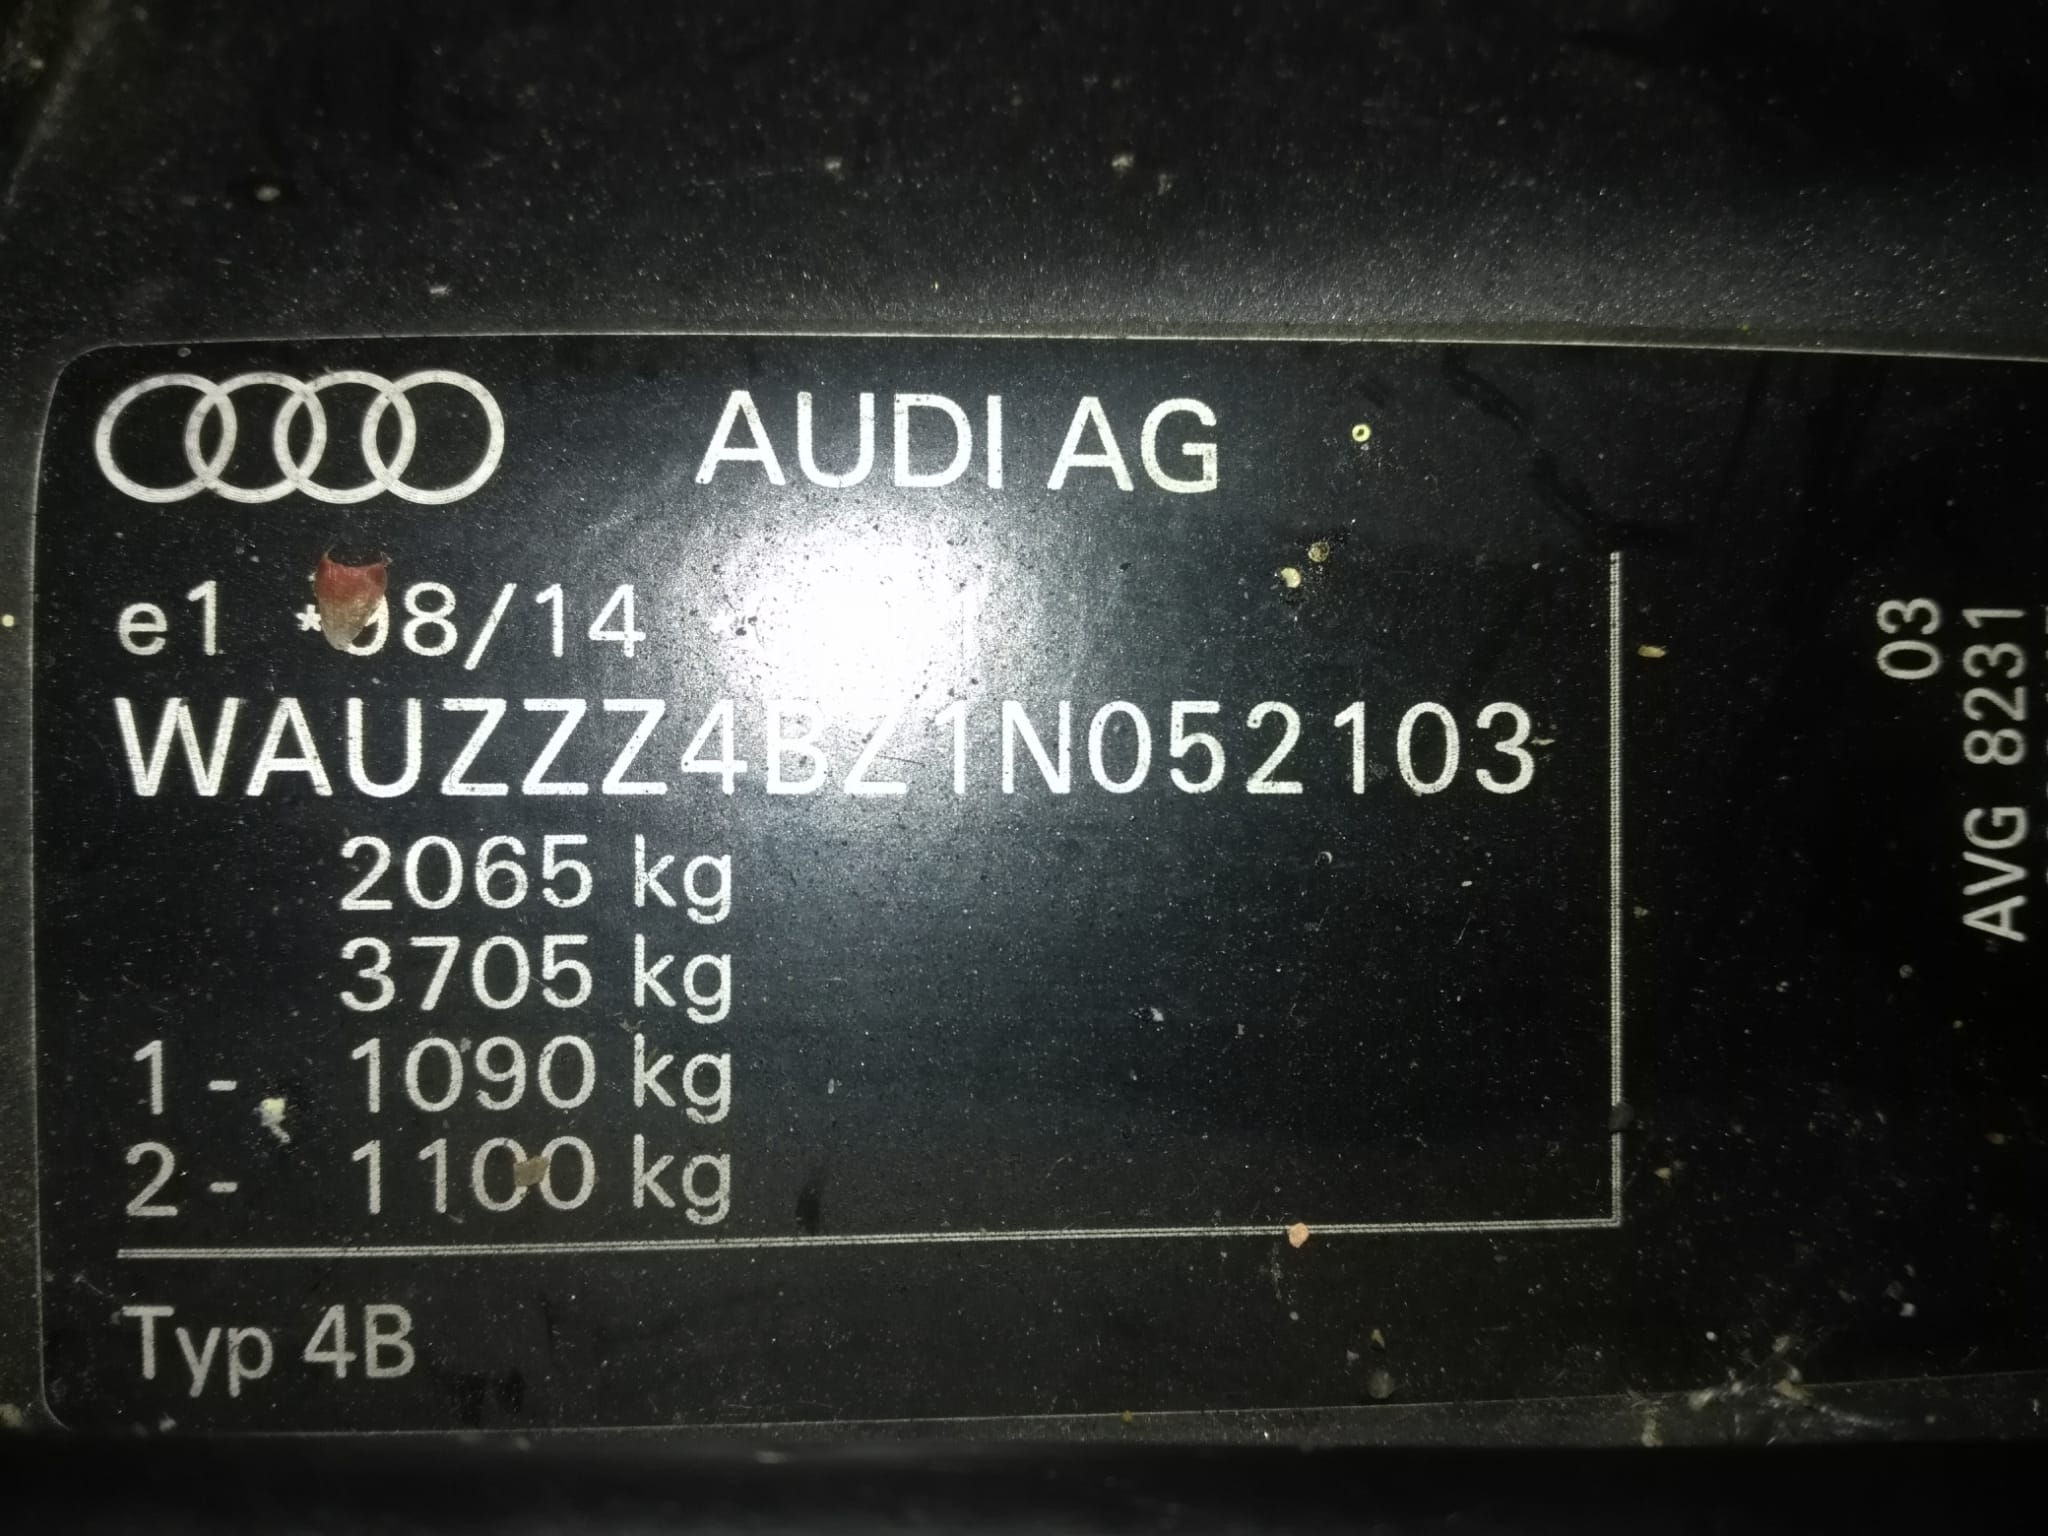 AUDI AG
e1 *98/14
WAUZZZ4BZ1N052103
2065 kg
3705 kg
1 - 1090 kg
2 - 1100 kg
Typ 4B
03
AVG 8231